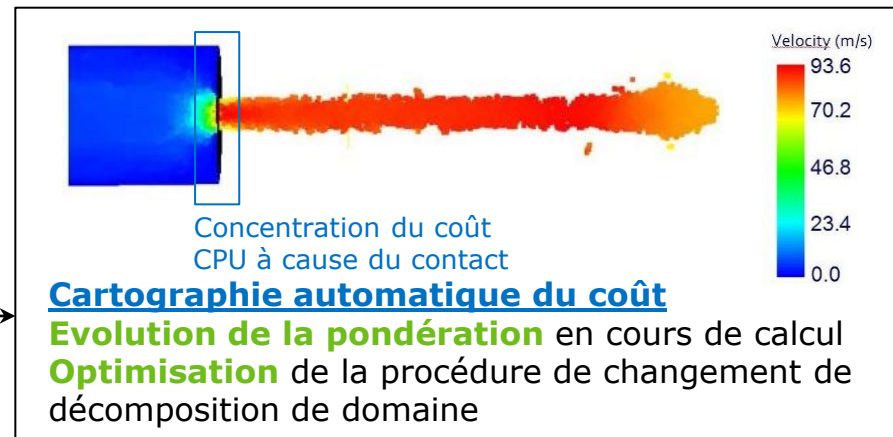 Velocity (m/s)
93.6
70.2
46.8
23.4
0.0
Concentration du coût
CPU à cause du contact
Cartographie automatique du coût
Evolution de la pondération en cours de calcul
Optimisation de la procédure de changement de
décomposition de domaine